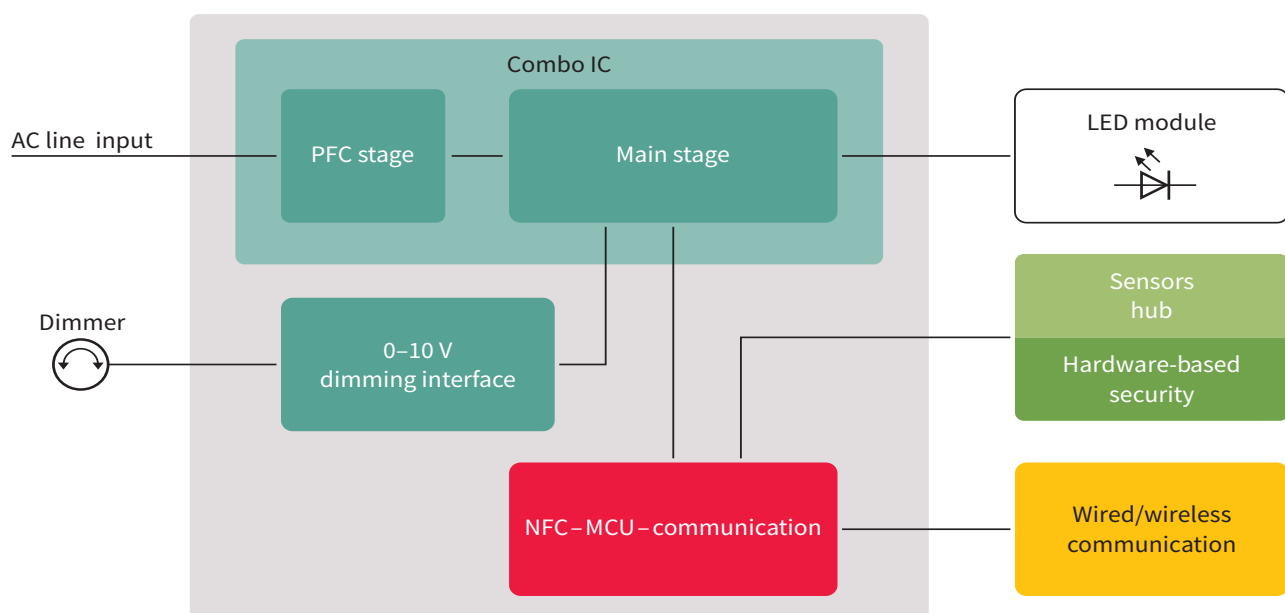 Combo IC
AC line input
PFC stage
Main stage
LED module
Dimmer
0–10 V
dimming interface
Sensors
hub
Hardware-based
security
NFC–MCU–communication
Wired/wireless
communication